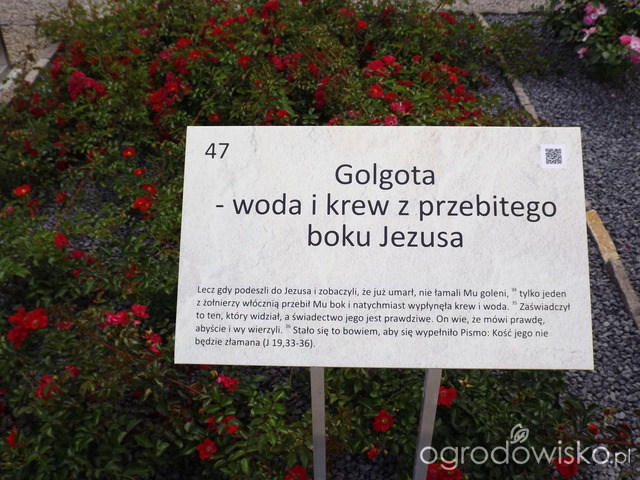 47
Golgota
- woda i krew z przebitego
boku Jezusa
Lecz gdy podeszli do Jezusa i zobaczyli, że już umarł, nie łamali Mu goleni, ³⁴ tylko jeden
z żołnierzy włócznią przebił Mu bok i natychmiast wypłynęła krew i woda. ³⁵ Zaświadczył
to ten, który widział, a świadectwo jego jest prawdziwe. On wie, że mówi prawdę,
abyście i wy wierzyli. ³⁶ Stało się to bowiem, aby się wypełniło Pismo: Kość jego nie
będzie złamana (J 19,33-36).
ogrodowisko.pl